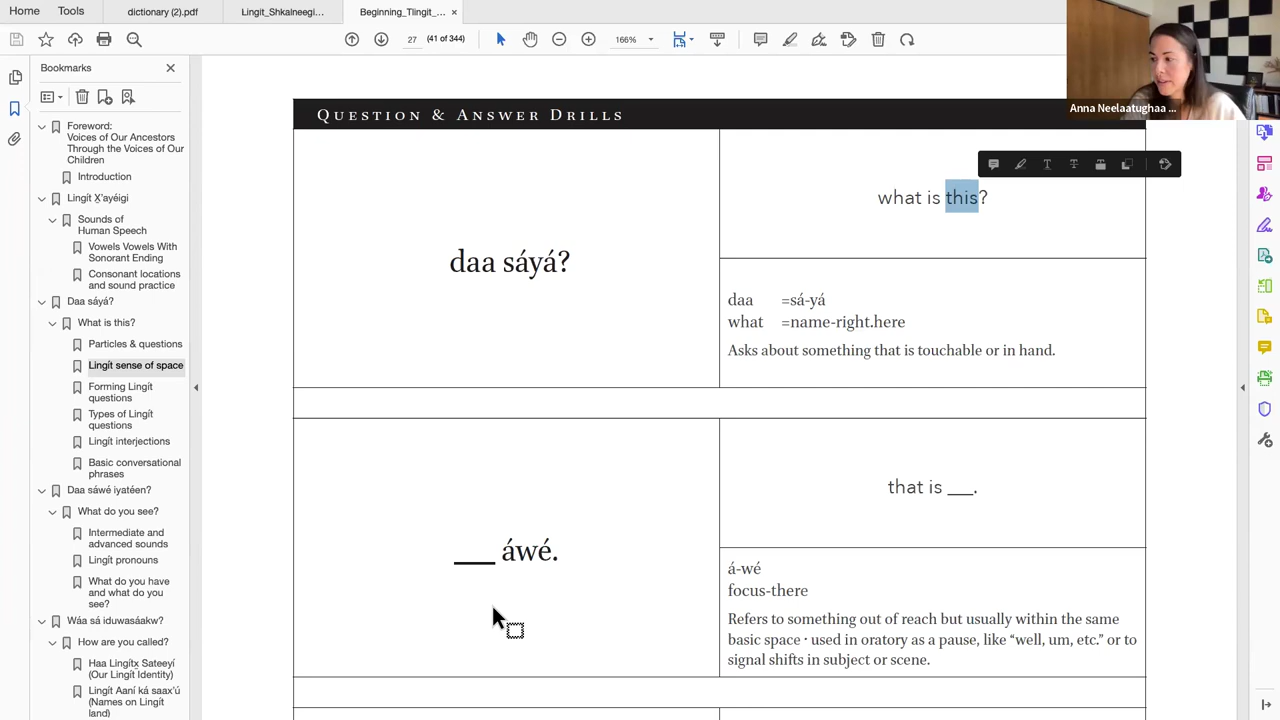 Home
Tools
dictionary (2).pdf
Lingít_Shkalneegi...
Beginning_Tlingit_...
27
(41 of 344)
166%
Bookmarks
Foreword:
Voices of Our Ancestors
Through the Voices of Our
Children
Introduction
Lingít X̱'ayéigi
Sounds of
Human Speech
Vowels Vowels With
Sonorant Ending
Consonant locations
and sound practice
Daa sáyá?
What is this?
Particles & questions
Lingít sense of space
Forming Lingít
questions
Types of Lingít
questions
Lingít interjections
Basic conversational
phrases
Daa sáwé iyatéen?
What do you see?
Intermediate and
advanced sounds
Lingít pronouns
What do you have
and what do you
see?
Wáa sá iduwasáakw?
How are you called?
Haa Lingítx Sateeyí
(Our Lingít Identity)
Lingít Aaní ká saax'ú
(Names on Lingít
land)
Question & Answer Drills
daa sáyá?
what is this?
daa =sá-yá
what =name-right.here
Asks about something that is touchable or in hand.
___ áwé.
that is ___.
á-wé
focus-there
Refers to something out of reach but usually within the same
basic space · used in oratory as a pause, like “well, um, etc.” or to
signal shifts in subject or scene.
Anna Neelaatughaa ...